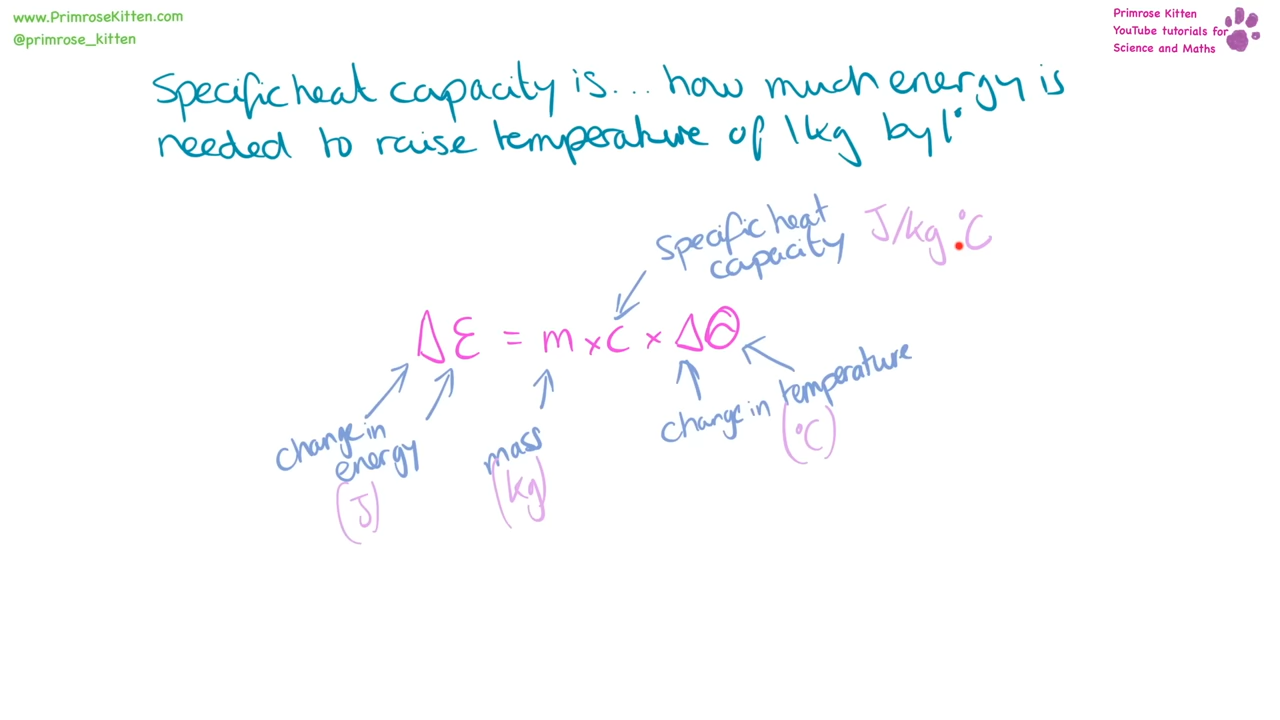 www.PrimroseKitten.com
@primrose_kitten
Primrose Kitten
YouTube tutorials for
Science and Maths
Specific heat capacity is... how much energy is
needed to raise temperature of 1kg by 1°
specific heat
capacity
J/kg °C
ΔE = m × c × Δθ
change in
energy
(J)
mass
(kg)
change in temperature
(°C)